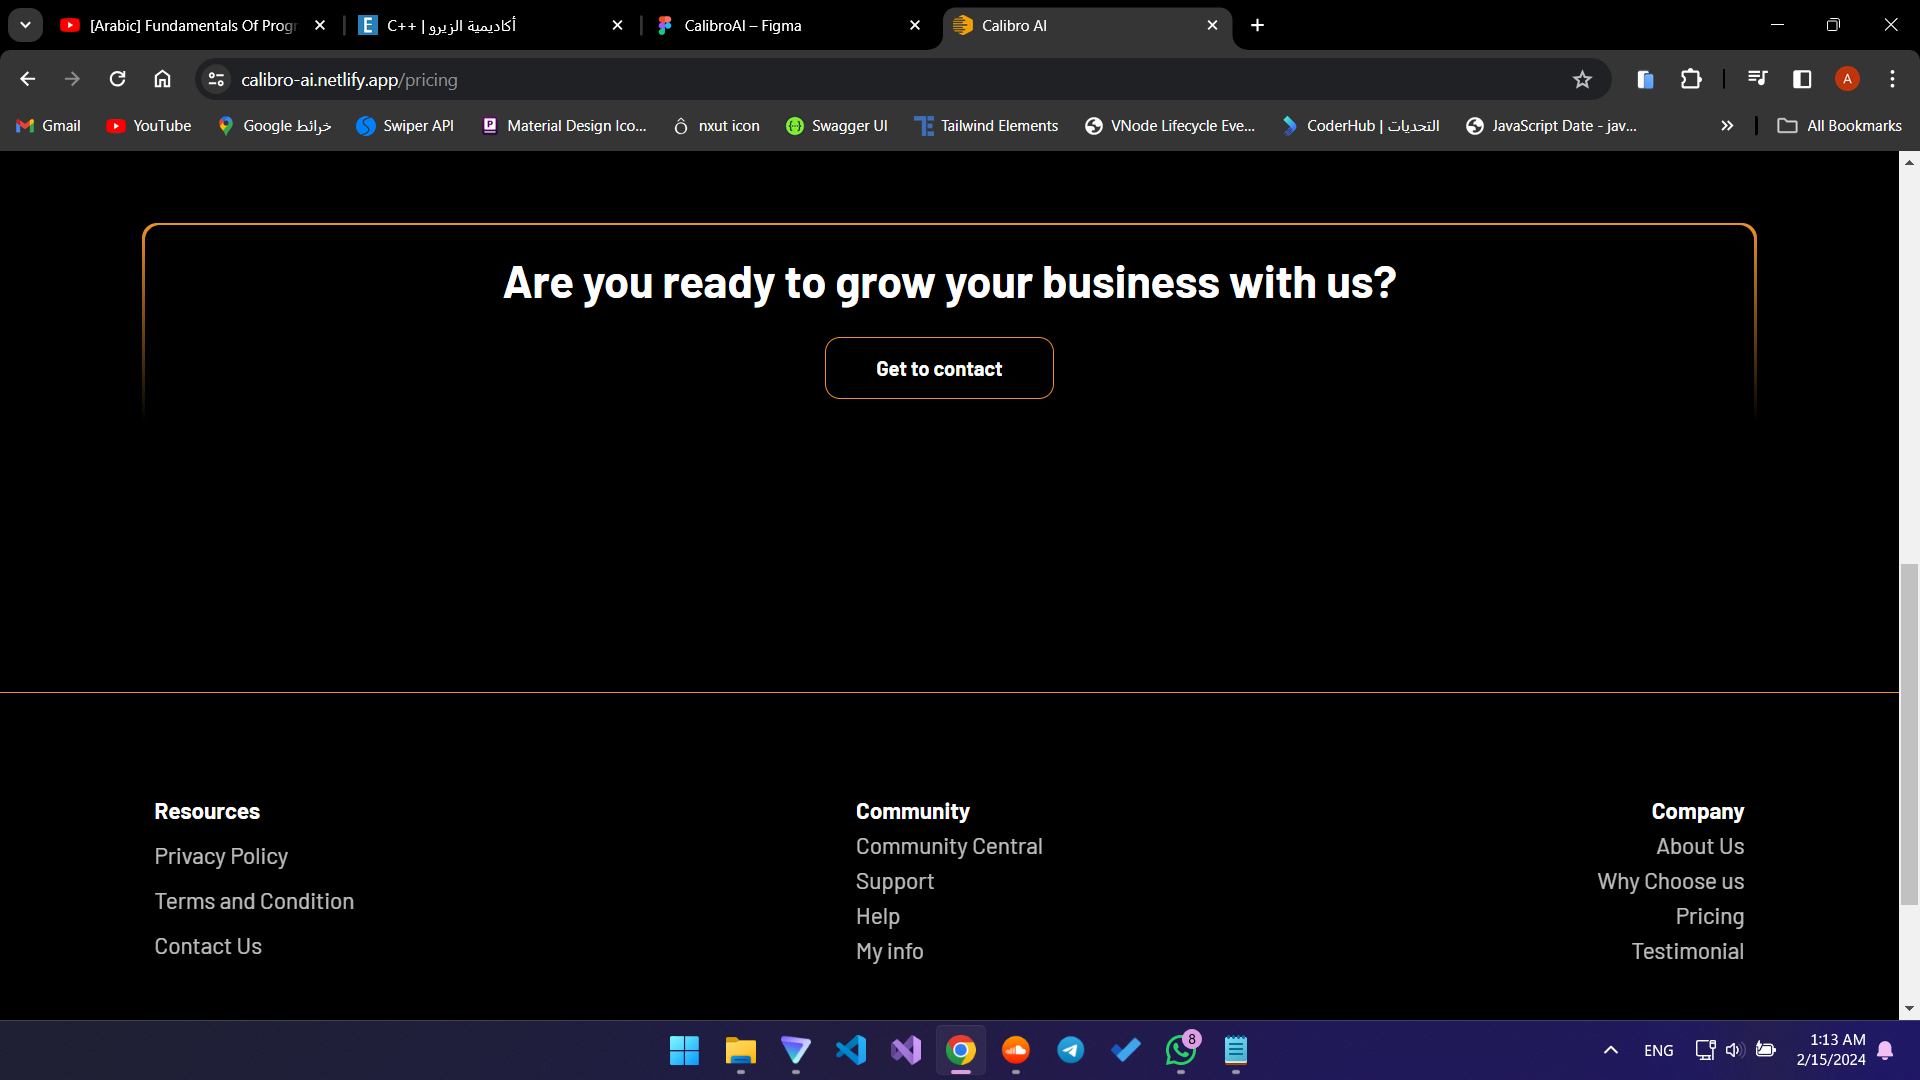 [Arabic] Fundamentals Of Progr
C++ | أكاديمية الزيرو
CalibroAI – Figma
Calibro AI
calibro-ai.netlify.app/pricing
A
Gmail
YouTube
Google خرائط
Swiper API
Material Design Ico...
nxut icon
Swagger UI
Tailwind Elements
VNode Lifecycle Eve...
CoderHub | التحديات
JavaScript Date - jav...
All Bookmarks
Are you ready to grow your business with us?
Get to contact
Resources
Privacy Policy
Terms and Condition
Contact Us
Community
Community Central
Support
Help
My info
Company
About Us
Why Choose us
Pricing
Testimonial
8
ENG
1:13 AM
2/15/2024